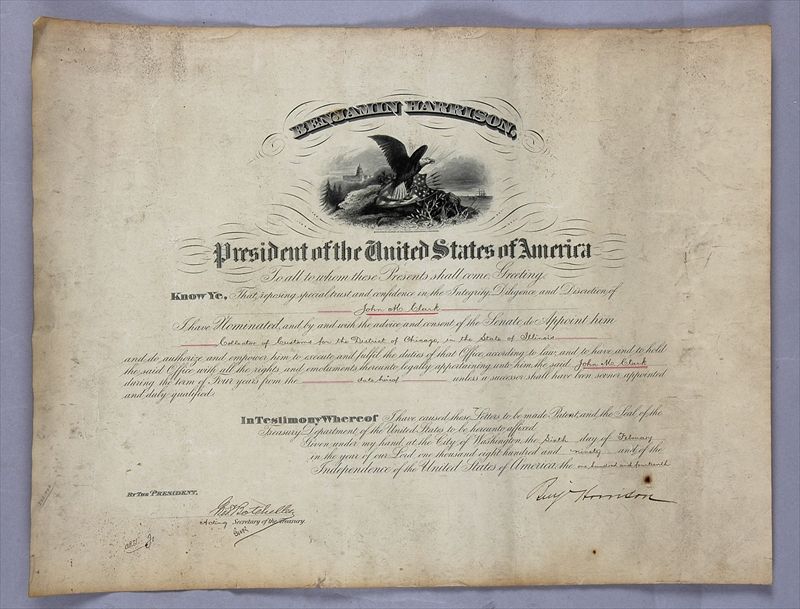 BENJAMIN HARRISON,
President of the United States of America
To all to whom these Presents shall come Greeting.
Know Ye, That reposing special trust and confidence in the Integrity, Diligence and Discretion of
John M. Clark
I have Nominated, and by and with the advice and consent of the Senate do Appoint him
Collector of Customs for the District of Chicago in the State of Illinois
and do authorize and empower him to execute and fulfil the duties of that Office according to law; and to have and to hold
the said Office with all the rights and emoluments thereunto legally appertaining unto him the said John M. Clark
during the term of Four years from the date hereof unless a successor shall have been sooner appointed
and duly qualified.
In Testimony Whereof I have caused these Letters to be made Patent, and the Seal of the
Treasury Department of the United States to be hereunto affixed.
Given under my hand, at the City of Washington, the Sixth day of February
in the year of our Lord one thousand eight hundred and ninety and of the
Independence of the United States of America, the one hundred and fourteenth
Benj Harrison
By the President,
Geo. S. Batcheller
Acting Secretary of the Treasury.